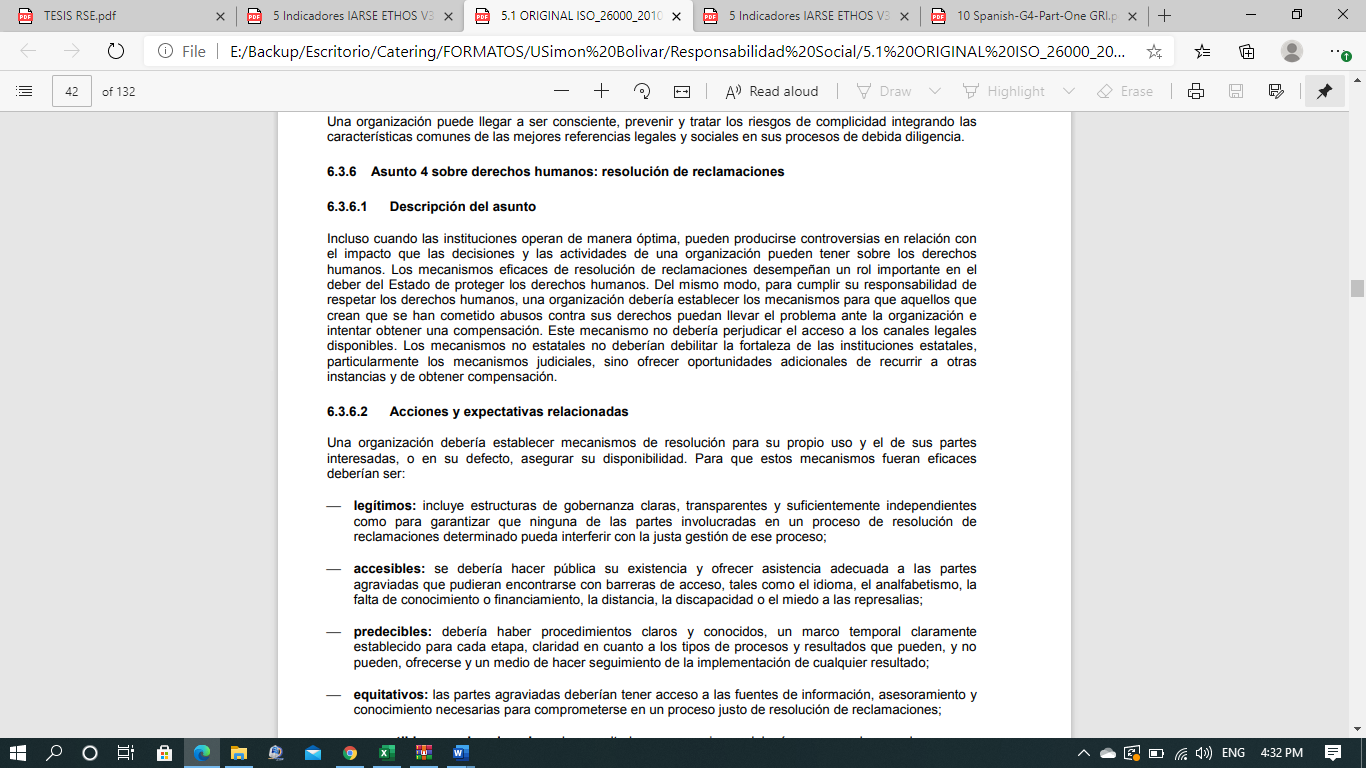 TESIS RSE.pdf
5 Indicadores IARSE ETHOS V3
5.1 ORIGINAL ISO_26000_2010
5 Indicadores IARSE ETHOS V3
10 Spanish-G4-Part-One GRI.p
File
E:/Backup/Escritorio/Catering/FORMATOS/USimon%20Bolivar/Responsabilidad%20Social/5.1%20ORIGINAL%20ISO_26000_20...
42 of 132
Read aloud
Draw
Highlight
Erase
Una organización puede llegar a ser consciente, prevenir y tratar los riesgos de complicidad integrando las
características comunes de las mejores referencias legales y sociales en sus procesos de debida diligencia.
6.3.6 Asunto 4 sobre derechos humanos: resolución de reclamaciones
6.3.6.1 Descripción del asunto
Incluso cuando las instituciones operan de manera óptima, pueden producirse controversias en relación con
el impacto que las decisiones y las actividades de una organización pueden tener sobre los derechos
humanos. Los mecanismos eficaces de resolución de reclamaciones desempeñan un rol importante en el
deber del Estado de proteger los derechos humanos. Del mismo modo, para cumplir su responsabilidad de
respetar los derechos humanos, una organización debería establecer los mecanismos para que aquellos que
crean que se han cometido abusos contra sus derechos puedan llevar el problema ante la organización e
intentar obtener una compensación. Este mecanismo no debería perjudicar el acceso a los canales legales
disponibles. Los mecanismos no estatales no deberían debilitar la fortaleza de las instituciones estatales,
particularmente los mecanismos judiciales, sino ofrecer oportunidades adicionales de recurrir a otras
instancias y de obtener compensación.
6.3.6.2 Acciones y expectativas relacionadas
Una organización debería establecer mecanismos de resolución para su propio uso y el de sus partes
interesadas, o en su defecto, asegurar su disponibilidad. Para que estos mecanismos fueran eficaces
deberían ser:
— legítimos: incluye estructuras de gobernanza claras, transparentes y suficientemente independientes
como para garantizar que ninguna de las partes involucradas en un proceso de resolución de
reclamaciones determinado pueda interferir con la justa gestión de ese proceso;
— accesibles: se debería hacer pública su existencia y ofrecer asistencia adecuada a las partes
agraviadas que pudieran encontrarse con barreras de acceso, tales como el idioma, el analfabetismo, la
falta de conocimiento o financiamiento, la distancia, la discapacidad o el miedo a las represalias;
— predecibles: debería haber procedimientos claros y conocidos, un marco temporal claramente
establecido para cada etapa, claridad en cuanto a los tipos de procesos y resultados que pueden, y no
pueden, ofrecerse y un medio de hacer seguimiento de la implementación de cualquier resultado;
— equitativos: las partes agraviadas deberían tener acceso a las fuentes de información, asesoramiento y
conocimiento necesarias para comprometerse en un proceso justo de resolución de reclamaciones;
ENG
4:32 PM